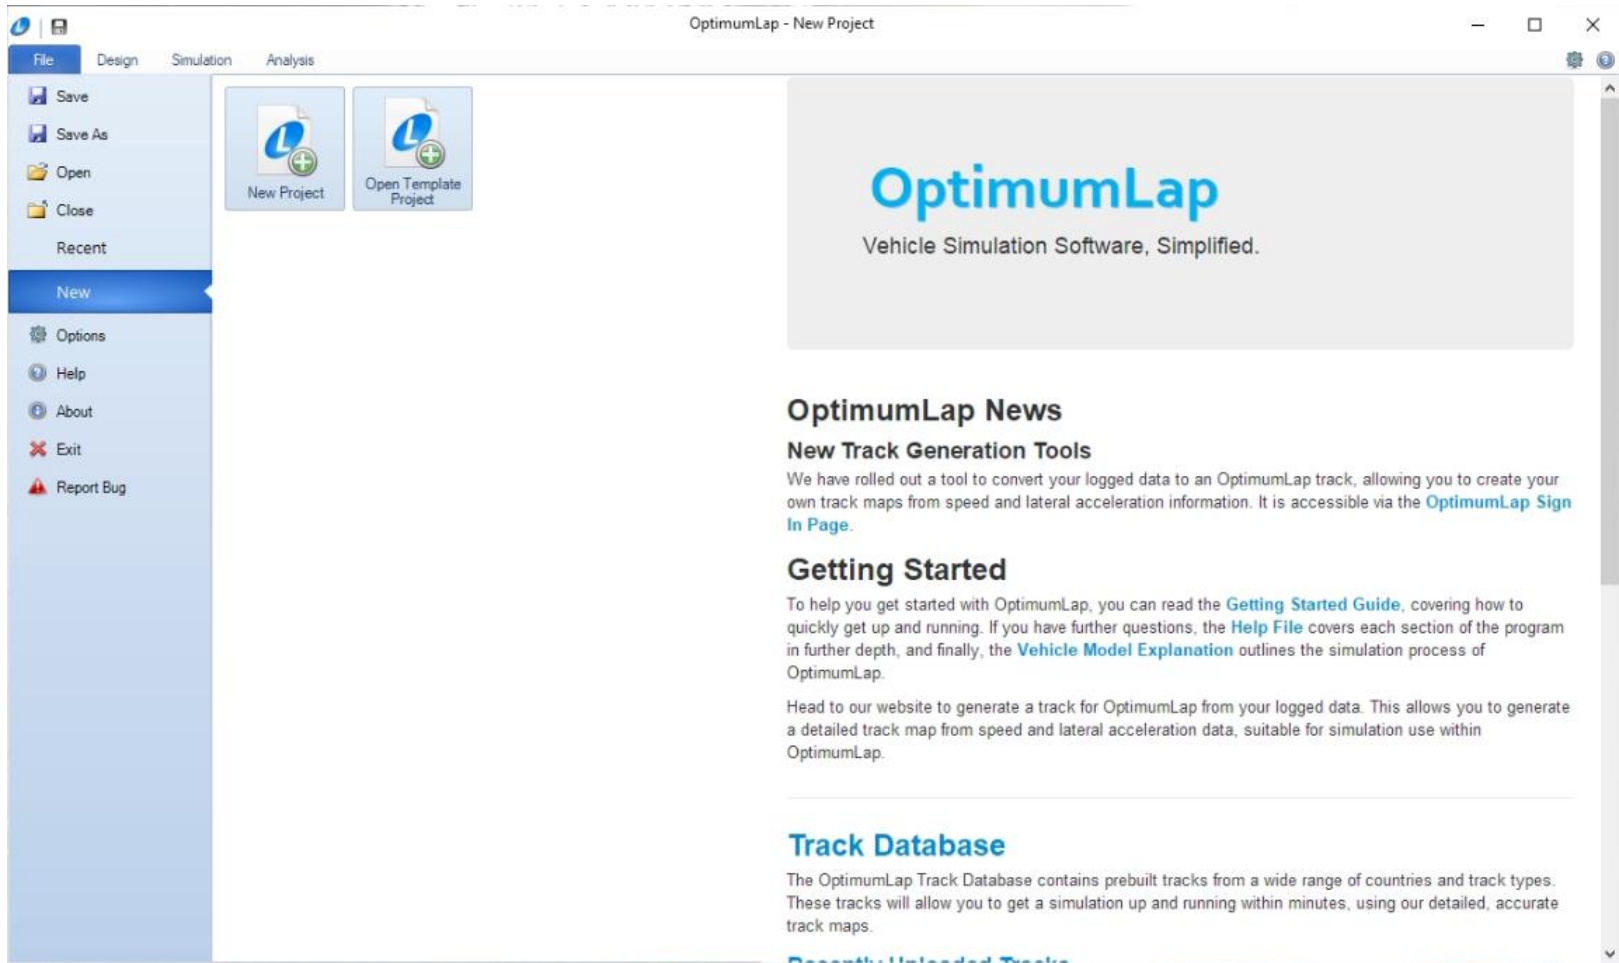 OptimumLap - New Project
File
Design
Simulation
Analysis
Save
Save As
Open
Close
Recent
New
Options
Help
About
Exit
Report Bug
New Project
Open Template
Project
OptimumLap
Vehicle Simulation Software, Simplified.
OptimumLap News
New Track Generation Tools
We have rolled out a tool to convert your logged data to an OptimumLap track, allowing you to create your
own track maps from speed and lateral acceleration information. It is accessible via the OptimumLap Sign
In Page.
Getting Started
To help you get started with OptimumLap, you can read the Getting Started Guide, covering how to
quickly get up and running. If you have further questions, the Help File covers each section of the program
in further depth, and finally, the Vehicle Model Explanation outlines the simulation process of
OptimumLap.
Head to our website to generate a track for OptimumLap from your logged data. This allows you to generate
a detailed track map from speed and lateral acceleration data, suitable for simulation use within
OptimumLap.
Track Database
The OptimumLap Track Database contains prebuilt tracks from a wide range of countries and track types.
These tracks will allow you to get a simulation up and running within minutes, using our detailed, accurate
track maps.
Recently Uploaded Tracks